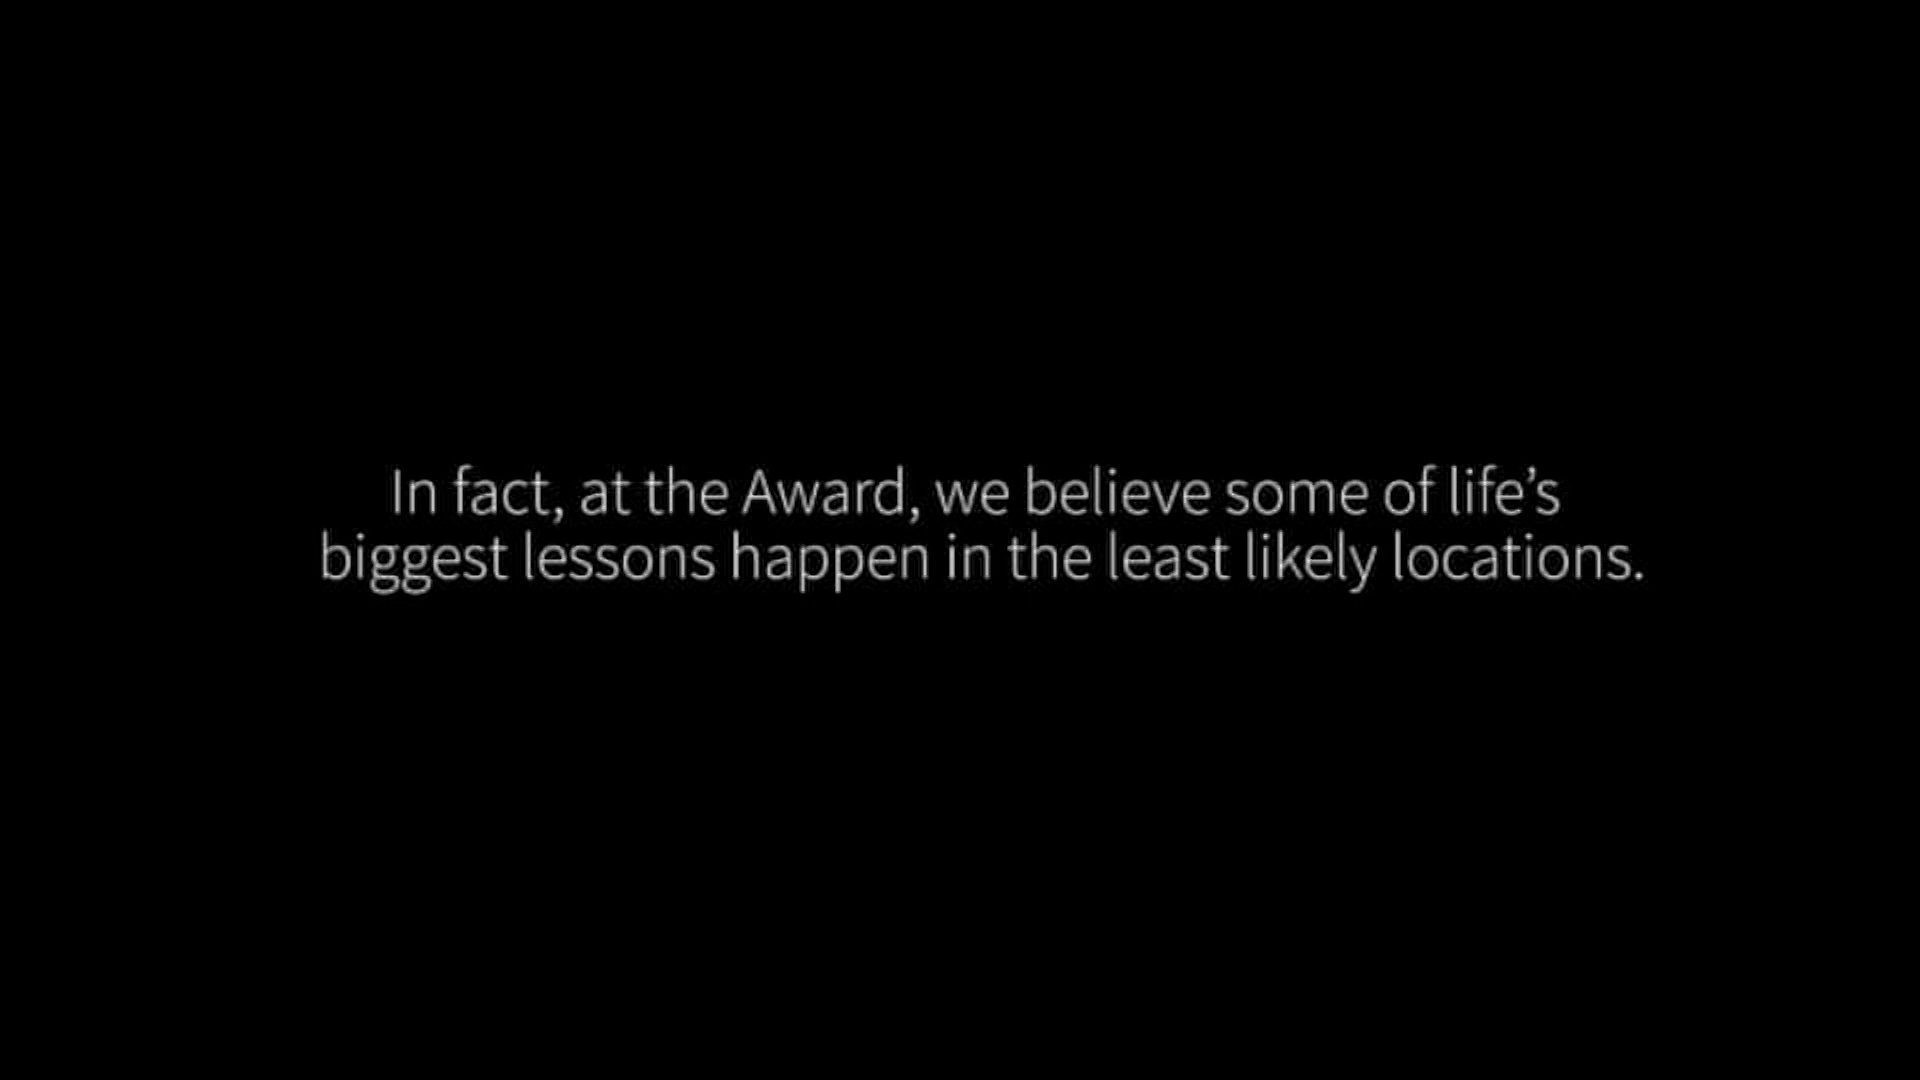 In fact, at the Award, we believe some of life’s
biggest lessons happen in the least likely locations.